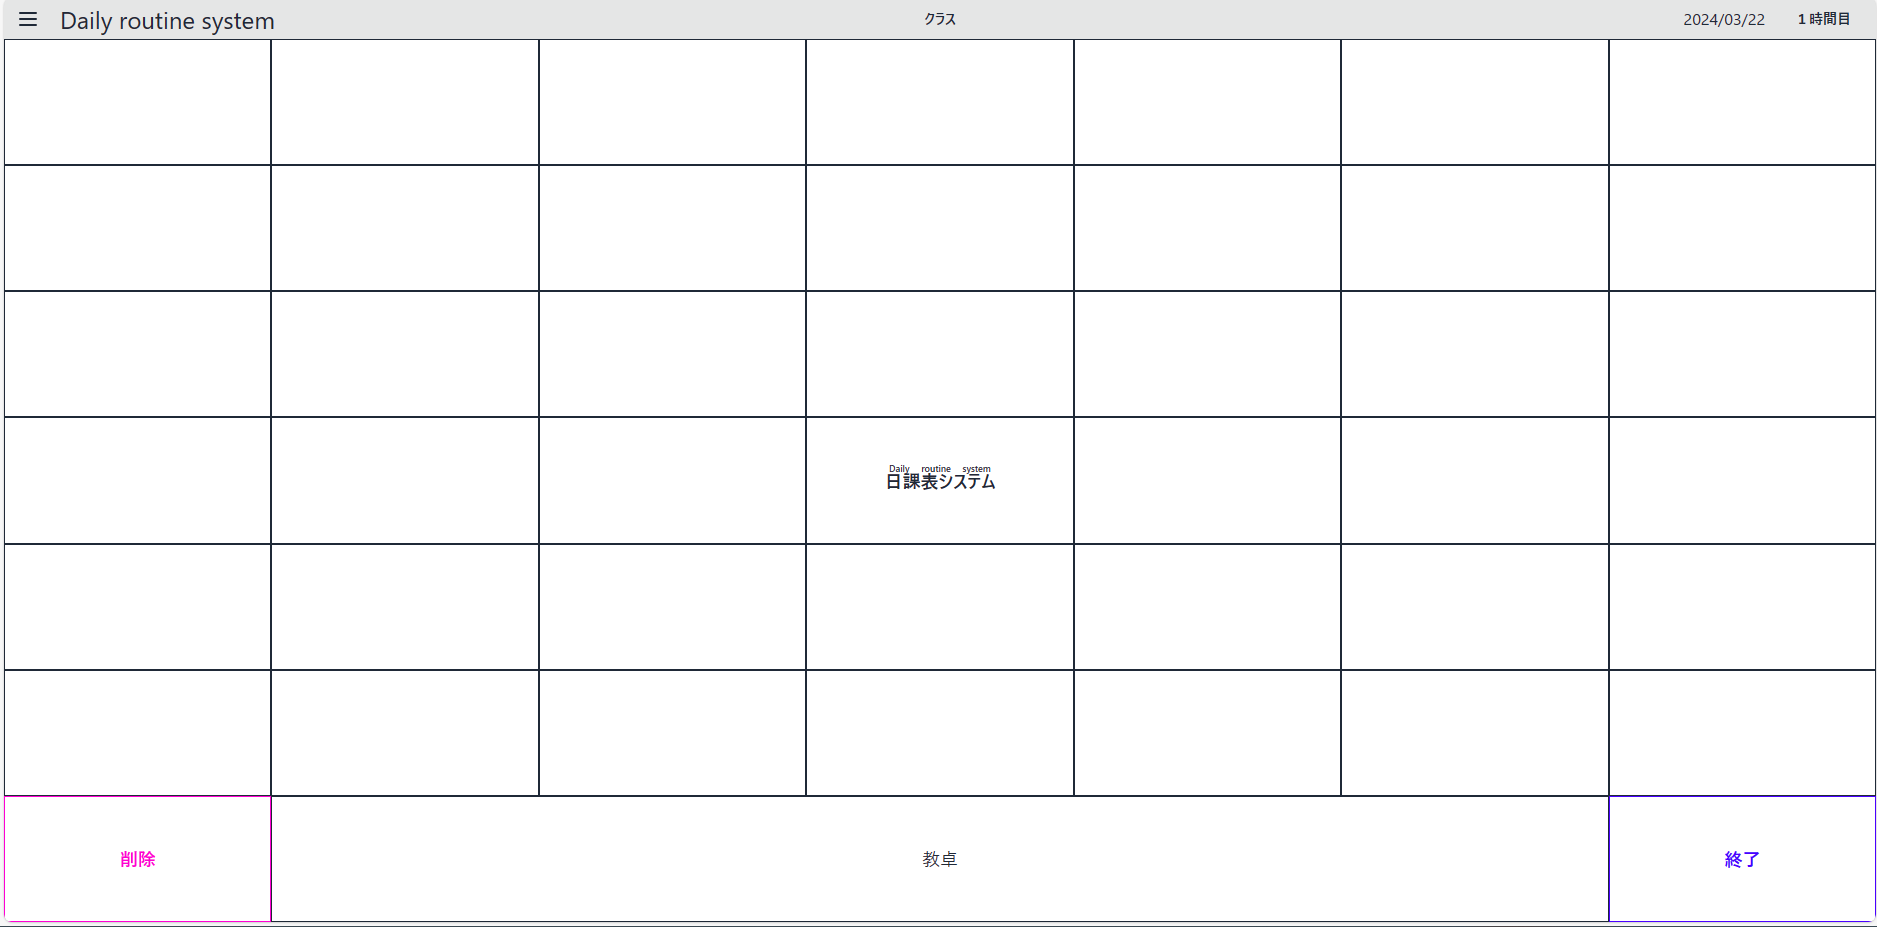 Daily routine system
クラス
2024/03/22
1 時間目
Daily routine system
日課表システム
削除
教卓
終了